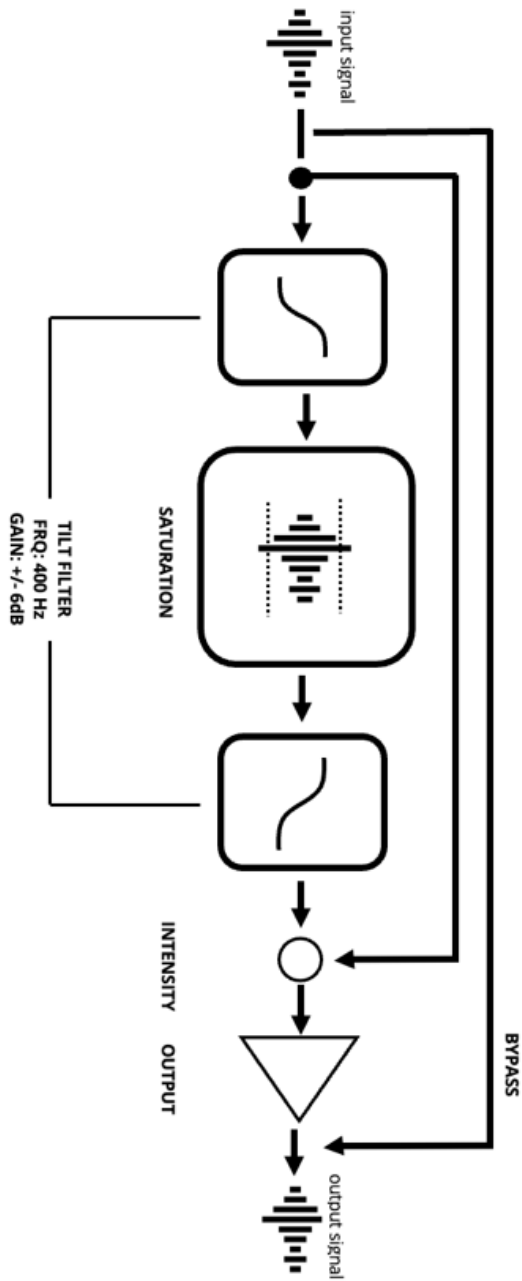 input signal
BYPASS
SATURATION
INTENSITY
OUTPUT
output signal
TILT FILTER
FRQ: 400 Hz
GAIN: +/- 6dB